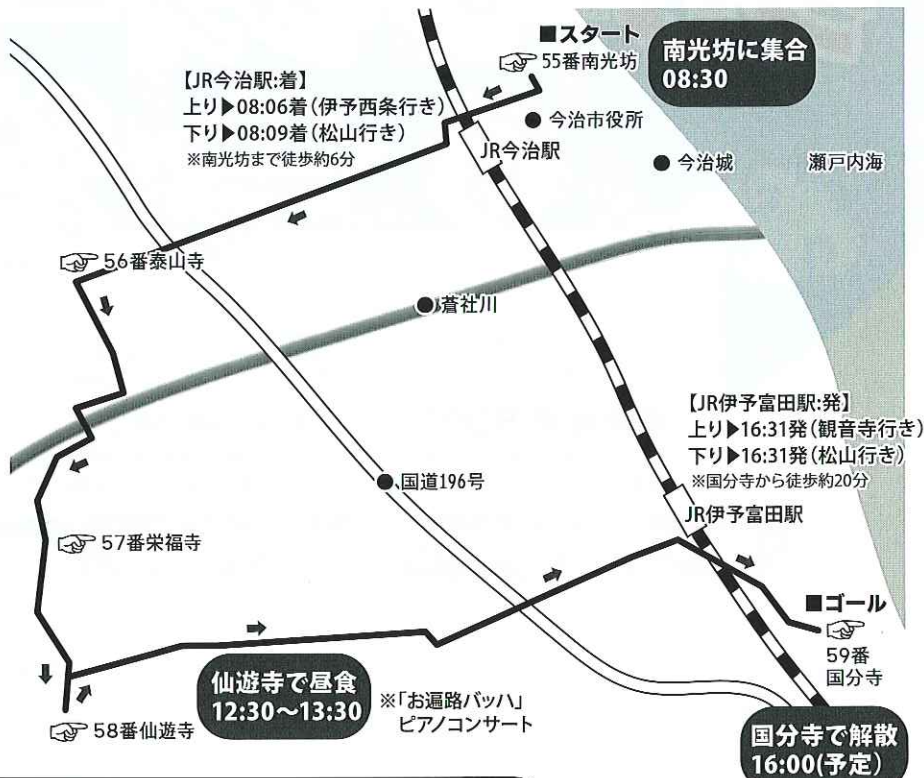 ■スタート
55番南光坊
南光坊に集合
08:30
【JR今治駅:着】
上り▶08:06着(伊予西条行き)
下り▶08:09着(松山行き)
※南光坊まで徒歩約6分
今治市役所
JR今治駅
今治城
瀬戸内海
56番泰山寺
蒼社川
【JR伊予富田駅:発】
上り▶16:31発(観音寺行き)
下り▶16:31発(松山行き)
※国分寺から徒歩約20分
国道196号
JR伊予富田駅
57番栄福寺
■ゴール
59番
国分寺
仙遊寺で昼食
12:30〜13:30
※「お遍路バッハ」
ピアノコンサート
58番仙遊寺
国分寺で解散
16:00(予定)